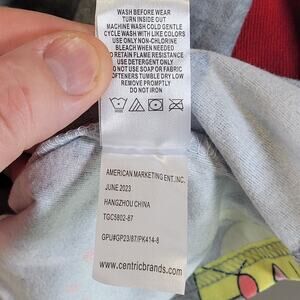 WASH BEFORE WEAR
TURN INSIDE OUT
MACHINE WASH COLD GENTLE
CYCLE WASH WITH LIKE COLORS
USE ONLY NON-CHLORINE
BLEACH WHEN NEEDED
TO RETAIN FLAME RESISTANCE
USE DETERGENT ONLY
DO NOT USE SOAP OR FABRIC
SOFTENERS TUMBLE DRY LOW
REMOVE PROMPTLY
DO NOT IRON
AMERICAN MARKETING ENT.INC.
JUNE 2023
HANGZHOU CHINA
TGC5802-87
GPU#GP23/87/PK414-8
www.centricbrands.com